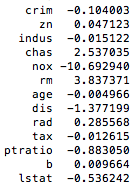 crim -0.104003
zn 0.047123
indus -0.015122
chas 2.537035
nox -10.692940
rm 3.837371
age -0.004966
dis -1.377199
rad 0.285568
tax -0.012615
ptratio -0.883050
b 0.009664
lstat -0.536242